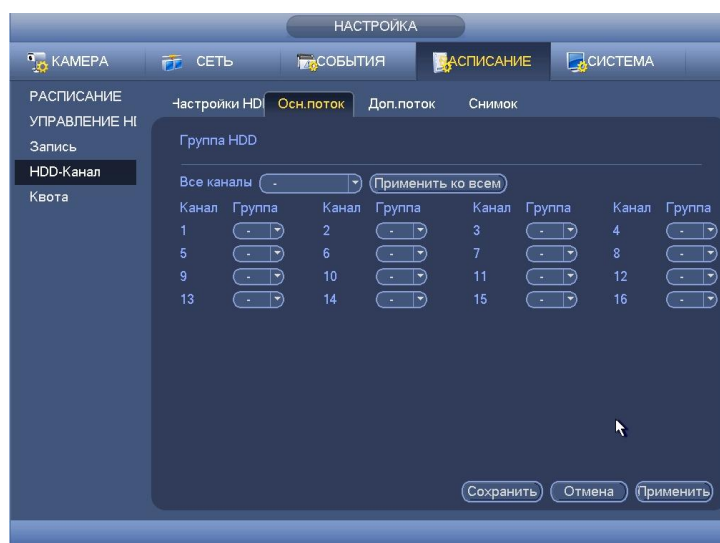 НАСТРОЙКА
КАМЕРА СЕТЬ СОБЫТИЯ РАСПИСАНИЕ СИСТЕМА
РАСПИСАНИЕ
УПРАВЛЕНИЕ HI
Запись
HDD-Канал
Квота
Настройки HDI Осн.поток Доп.поток Снимок
Группа HDD
Все каналы - Применить ко всем
Канал Группа Канал Группа Канал Группа Канал Группа
1 - 2 - 3 - 4 -
5 - 6 - 7 - 8 -
9 - 10 - 11 - 12 -
13 - 14 - 15 - 16 -
Сохранить Отмена Применить